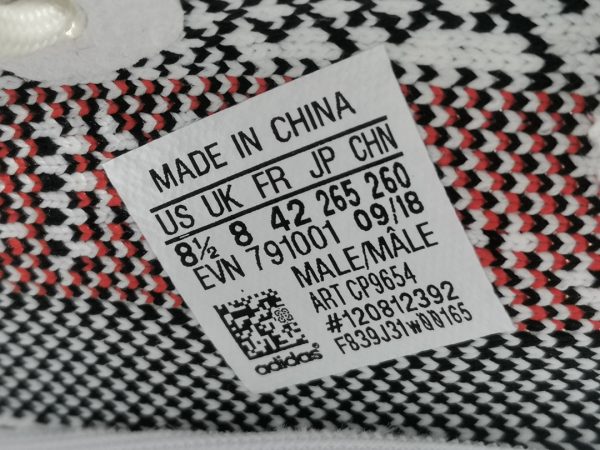 MADE IN CHINA
US UK FR JP CHN
8½ 8 42 265 260
EVN 791001 09/18
MALE/MÂLE
ART CP9654
#120812392
F839J31W00165
adidas®